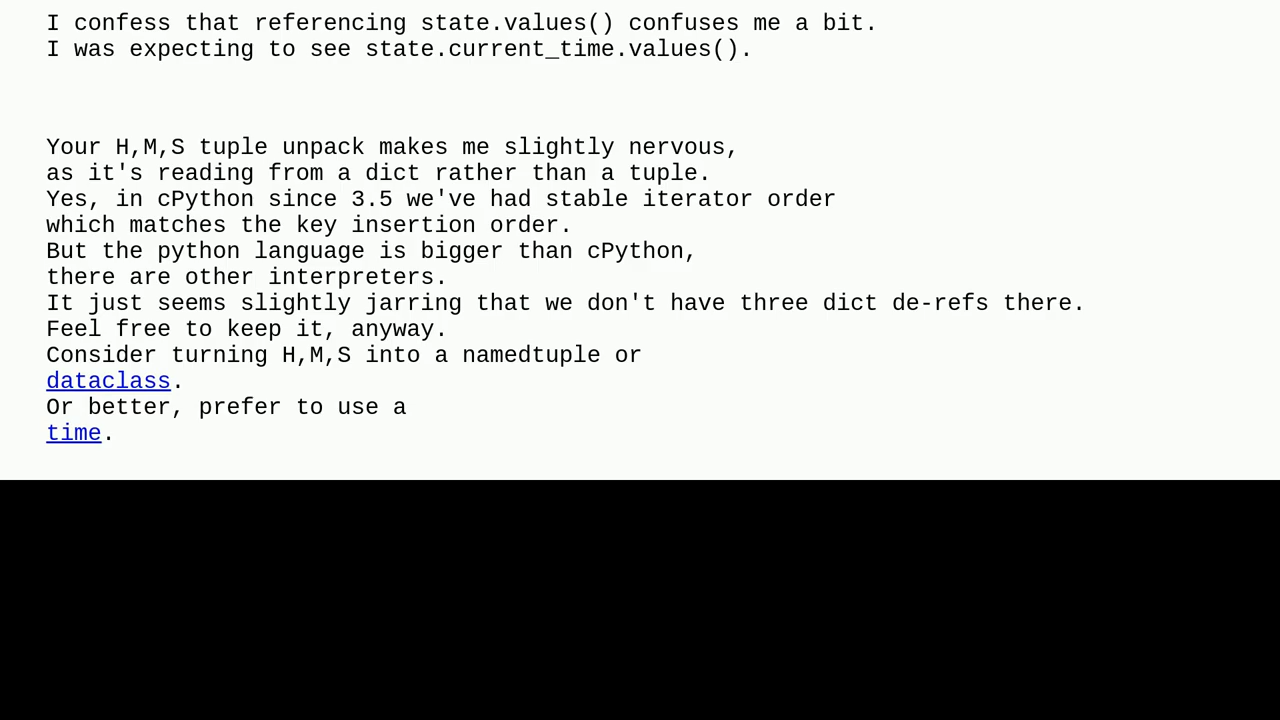 I confess that referencing state.values() confuses me a bit.
I was expecting to see state.current_time.values().
Your H,M,S tuple unpack makes me slightly nervous,
as it's reading from a dict rather than a tuple.
Yes, in cPython since 3.5 we've had stable iterator order
which matches the key insertion order.
But the python language is bigger than cPython,
there are other interpreters.
It just seems slightly jarring that we don't have three dict de-refs there.
Feel free to keep it, anyway.
Consider turning H,M,S into a namedtuple or
dataclass.
Or better, prefer to use a
time.